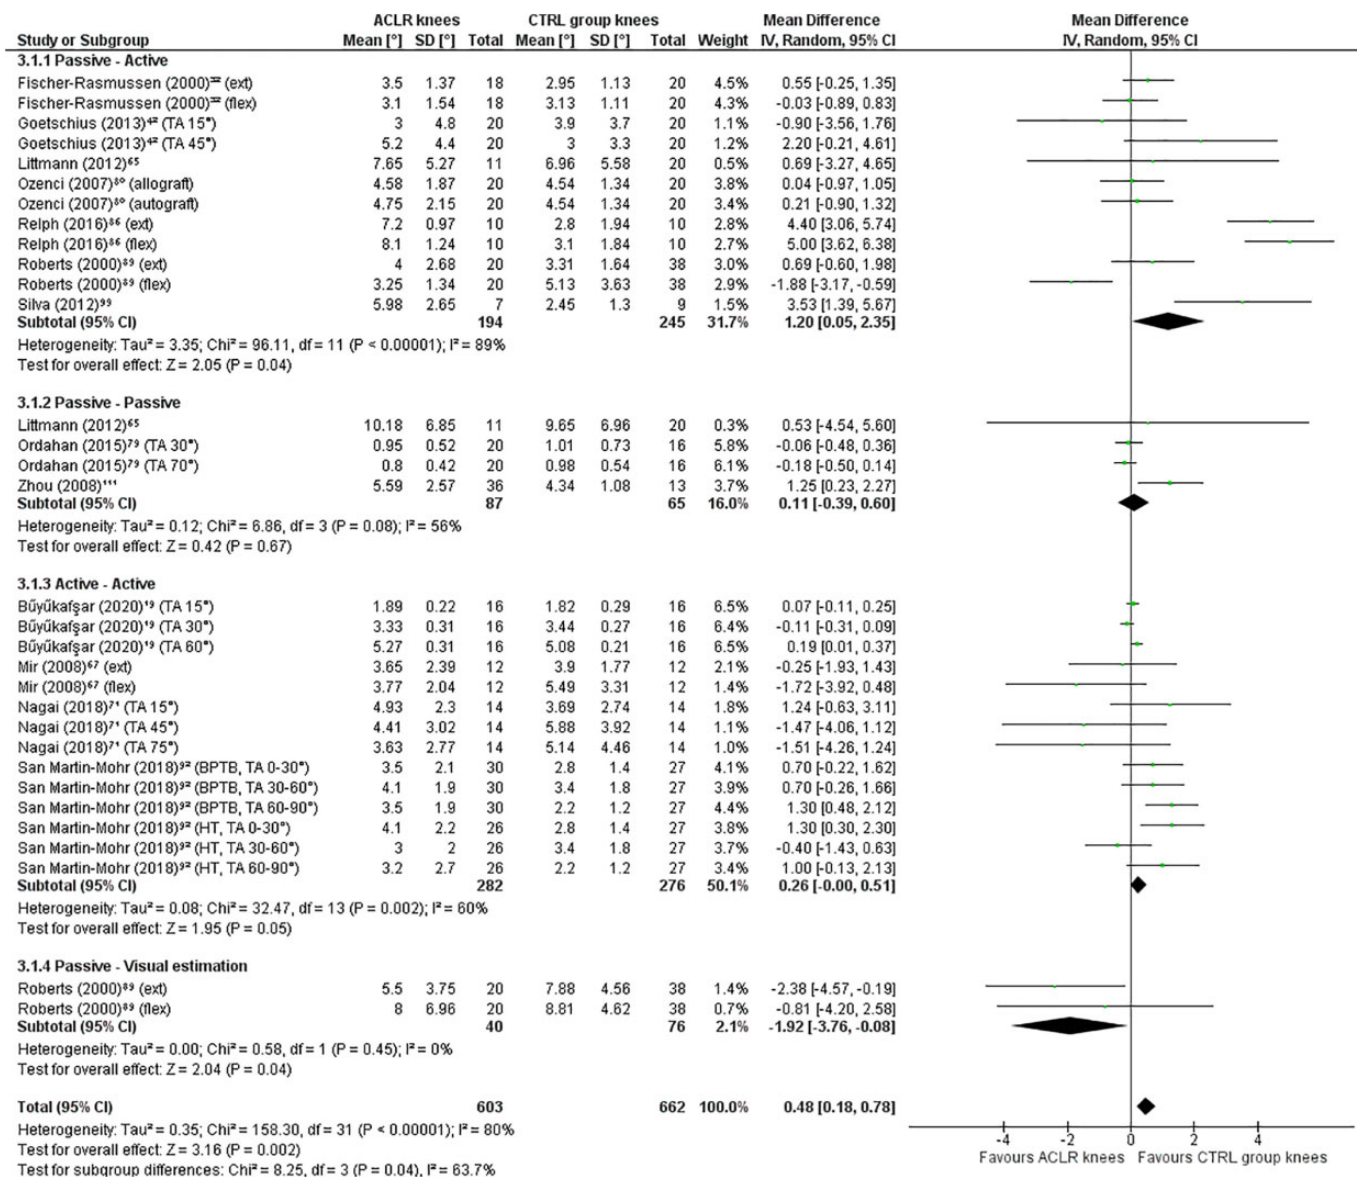 ACLR knees CTRL group knees Mean Difference Mean Difference
Study or Subgroup Mean [°] SD [°] Total Mean [°] SD [°] Total Weight IV, Random, 95% CI IV, Random, 95% CI
3.1.1 Passive - Active
Fischer-Rasmussen (2000)³² (ext) 3.5 1.37 18 2.95 1.13 20 4.5% 0.55 [-0.25, 1.35]
Fischer-Rasmussen (2000)³² (flex) 3.1 1.54 18 3.13 1.11 20 4.3% -0.03 [-0.89, 0.83]
Goetschius (2013)⁴² (TA 15°) 3 4.8 20 3.9 3.7 20 1.1% -0.90 [-3.56, 1.76]
Goetschius (2013)⁴² (TA 45°) 5.2 4.4 20 3 3.3 20 1.2% 2.20 [-0.21, 4.61]
Littmann (2012)⁶⁵ 7.65 5.27 11 6.96 5.58 20 0.5% 0.69 [-3.27, 4.65]
Ozenci (2007)⁸⁰ (allograft) 4.58 1.87 20 4.54 1.34 20 3.8% 0.04 [-0.97, 1.05]
Ozenci (2007)⁸⁰ (autograft) 4.75 2.15 20 4.54 1.34 20 3.4% 0.21 [-0.90, 1.32]
Relph (2016)⁸⁶ (ext) 7.2 0.97 10 2.8 1.94 10 2.8% 4.40 [3.06, 5.74]
Relph (2016)⁸⁶ (flex) 8.1 1.24 10 3.1 1.84 10 2.7% 5.00 [3.62, 6.38]
Roberts (2000)⁸⁹ (ext) 4 2.68 20 3.31 1.64 38 3.0% 0.69 [-0.60, 1.98]
Roberts (2000)⁸⁹ (flex) 3.25 1.34 20 5.13 3.63 38 2.9% -1.88 [-3.17, -0.59]
Silva (2012)⁹⁹ 5.98 2.65 7 2.45 1.3 9 1.5% 3.53 [1.39, 5.67]
Subtotal (95% CI) 194 245 31.7% 1.20 [0.05, 2.35]
Heterogeneity: Tau² = 3.35; Chi² = 96.11, df = 11 (P < 0.00001); I² = 89%
Test for overall effect: Z = 2.05 (P = 0.04)
3.1.2 Passive - Passive
Littmann (2012)⁶⁵ 10.18 6.85 11 9.65 6.96 20 0.3% 0.53 [-4.54, 5.60]
Ordahan (2015)⁷⁹ (TA 30°) 0.95 0.52 20 1.01 0.73 16 5.8% -0.06 [-0.48, 0.36]
Ordahan (2015)⁷⁹ (TA 70°) 0.8 0.42 20 0.98 0.54 16 6.1% -0.18 [-0.50, 0.14]
Zhou (2008)¹¹¹ 5.59 2.57 36 4.34 1.08 13 3.7% 1.25 [0.23, 2.27]
Subtotal (95% CI) 87 65 16.0% 0.11 [-0.39, 0.60]
Heterogeneity: Tau² = 0.12; Chi² = 6.86, df = 3 (P = 0.08); I² = 56%
Test for overall effect: Z = 0.42 (P = 0.67)
3.1.3 Active - Active
Bűyűkafşar (2020)¹⁹ (TA 15°) 1.89 0.22 16 1.82 0.29 16 6.5% 0.07 [-0.11, 0.25]
Bűyűkafşar (2020)¹⁹ (TA 30°) 3.33 0.31 16 3.44 0.27 16 6.4% -0.11 [-0.31, 0.09]
Bűyűkafşar (2020)¹⁹ (TA 60°) 5.27 0.31 16 5.08 0.21 16 6.5% 0.19 [0.01, 0.37]
Mir (2008)⁶⁷ (ext) 3.65 2.39 12 3.9 1.77 12 2.1% -0.25 [-1.93, 1.43]
Mir (2008)⁶⁷ (flex) 3.77 2.04 12 5.49 3.31 12 1.4% -1.72 [-3.92, 0.48]
Nagai (2018)⁷¹ (TA 15°) 4.93 2.3 14 3.69 2.74 14 1.8% 1.24 [-0.63, 3.11]
Nagai (2018)⁷¹ (TA 45°) 4.41 3.02 14 5.88 3.92 14 1.1% -1.47 [-4.06, 1.12]
Nagai (2018)⁷¹ (TA 75°) 3.63 2.77 14 5.14 4.46 14 1.0% -1.51 [-4.26, 1.24]
San Martin-Mohr (2018)⁹² (BPTB, TA 0-30°) 3.5 2.1 30 2.8 1.4 27 4.1% 0.70 [-0.22, 1.62]
San Martin-Mohr (2018)⁹² (BPTB, TA 30-60°) 4.1 1.9 30 3.4 1.8 27 3.9% 0.70 [-0.26, 1.66]
San Martin-Mohr (2018)⁹² (BPTB, TA 60-90°) 3.5 1.9 30 2.2 1.2 27 4.4% 1.30 [0.48, 2.12]
San Martin-Mohr (2018)⁹² (HT, TA 0-30°) 4.1 2.2 26 2.8 1.4 27 3.8% 1.30 [0.30, 2.30]
San Martin-Mohr (2018)⁹² (HT, TA 30-60°) 3 2 26 3.4 1.8 27 3.7% -0.40 [-1.43, 0.63]
San Martin-Mohr (2018)⁹² (HT, TA 60-90°) 3.2 2.7 26 2.2 1.2 27 3.4% 1.00 [-0.13, 2.13]
Subtotal (95% CI) 282 276 50.1% 0.26 [-0.00, 0.51]
Heterogeneity: Tau² = 0.08; Chi² = 32.47, df = 13 (P = 0.002); I² = 60%
Test for overall effect: Z = 1.95 (P = 0.05)
3.1.4 Passive - Visual estimation
Roberts (2000)⁸⁹ (ext) 5.5 3.75 20 7.88 4.56 38 1.4% -2.38 [-4.57, -0.19]
Roberts (2000)⁸⁹ (flex) 8 6.96 20 8.81 4.62 38 0.7% -0.81 [-4.20, 2.58]
Subtotal (95% CI) 40 76 2.1% -1.92 [-3.76, -0.08]
Heterogeneity: Tau² = 0.00; Chi² = 0.58, df = 1 (P = 0.45); I² = 0%
Test for overall effect: Z = 2.04 (P = 0.04)
Total (95% CI) 603 662 100.0% 0.48 [0.18, 0.78]
Heterogeneity: Tau² = 0.35; Chi² = 158.30, df = 31 (P < 0.00001); I² = 80%
Test for overall effect: Z = 3.16 (P = 0.002)
Test for subgroup differences: Chi² = 8.25, df = 3 (P = 0.04), I² = 63.7%
-4 -2 0 2 4
Favours ACLR knees Favours CTRL group knees